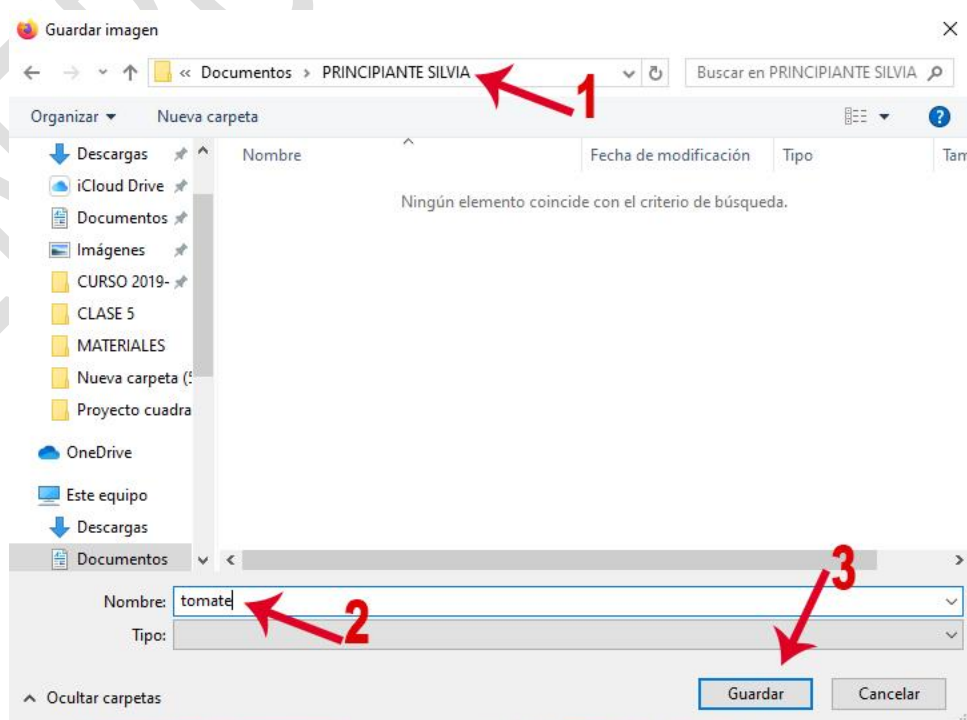 Guardar imagen
« Documentos > PRINCIPIANTE SILVIA
Buscar en PRINCIPIANTE SILVIA
1
Organizar
Nueva carpeta
Descargas
iCloud Drive
Documentos
Imágenes
CURSO 2019-
CLASE 5
MATERIALES
Nueva carpeta (5
Proyecto cuadra
OneDrive
Este equipo
Descargas
Documentos
Nombre
Fecha de modificación
Tipo
Tam
Ningún elemento coincide con el criterio de búsqueda.
Nombre: tomate
2
Tipo:
3
Ocultar carpetas
Guardar
Cancelar